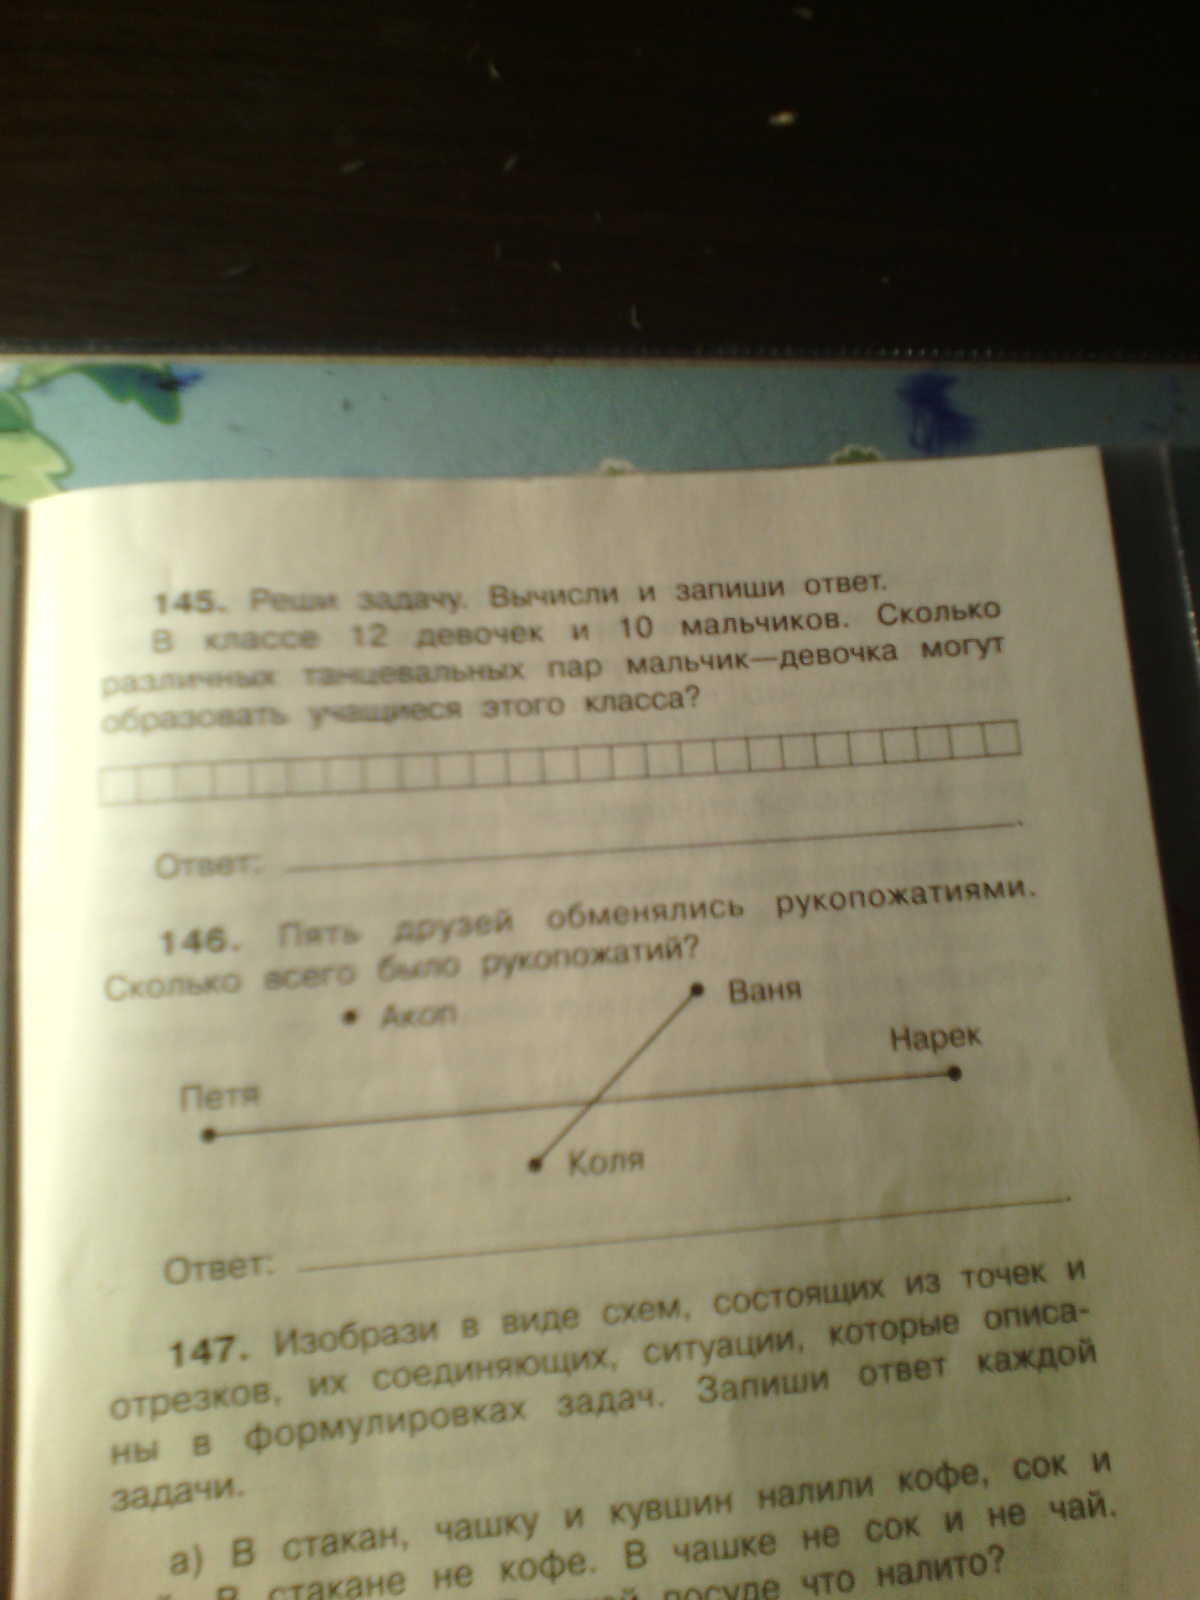 145. Реши задачу. Вычисли и запиши ответ.
В классе 12 девочек и 10 мальчиков. Сколько
различных танцевальных пар мальчик—девочка могут
образовать учащиеся этого класса?
Ответ:
146. Пять друзей обменялись рукопожатиями.
Сколько всего было рукопожатий?
Акоп
Ваня
Нарек
Петя
Коля
Ответ:
147. Изобрази в виде схем, состоящих из точек и
отрезков, их соединяющих, ситуации, которые описа-
ны в формулировках задач. Запиши ответ каждой
задачи.
а) В стакан, чашку и кувшин налили кофе, сок и
В стакане не кофе. В чашке не сок и не чай.
посуде что налито?